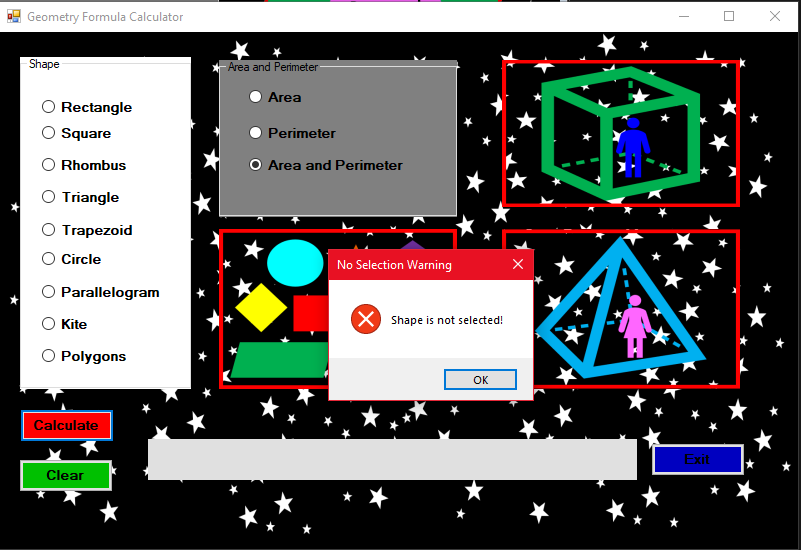 Geometry Formula Calculator
Shape
Rectangle
Square
Rhombus
Triangle
Trapezoid
Circle
Parallelogram
Kite
Polygons
Area and Perimeter
Area
Perimeter
Area and Perimeter
No Selection Warning
Shape is not selected!
OK
Calculate
Clear
Exit